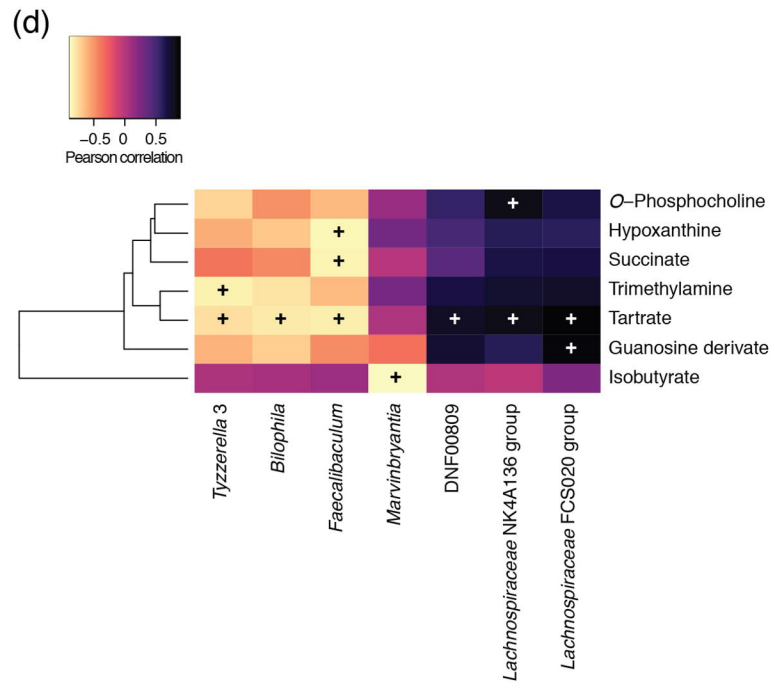 (d)
−0.5 0 0.5
Pearson correlation
+ O−Phosphocholine
+ Hypoxanthine
+ Succinate
+ Trimethylamine
+ + + + + + Tartrate
+ Guanosine derivate
+ Isobutyrate
Tyzzerella 3
Bilophila
Faecalibaculum
Marvinbryantia
DNF00809
Lachnospiraceae NK4A136 group
Lachnospiraceae FCS020 group